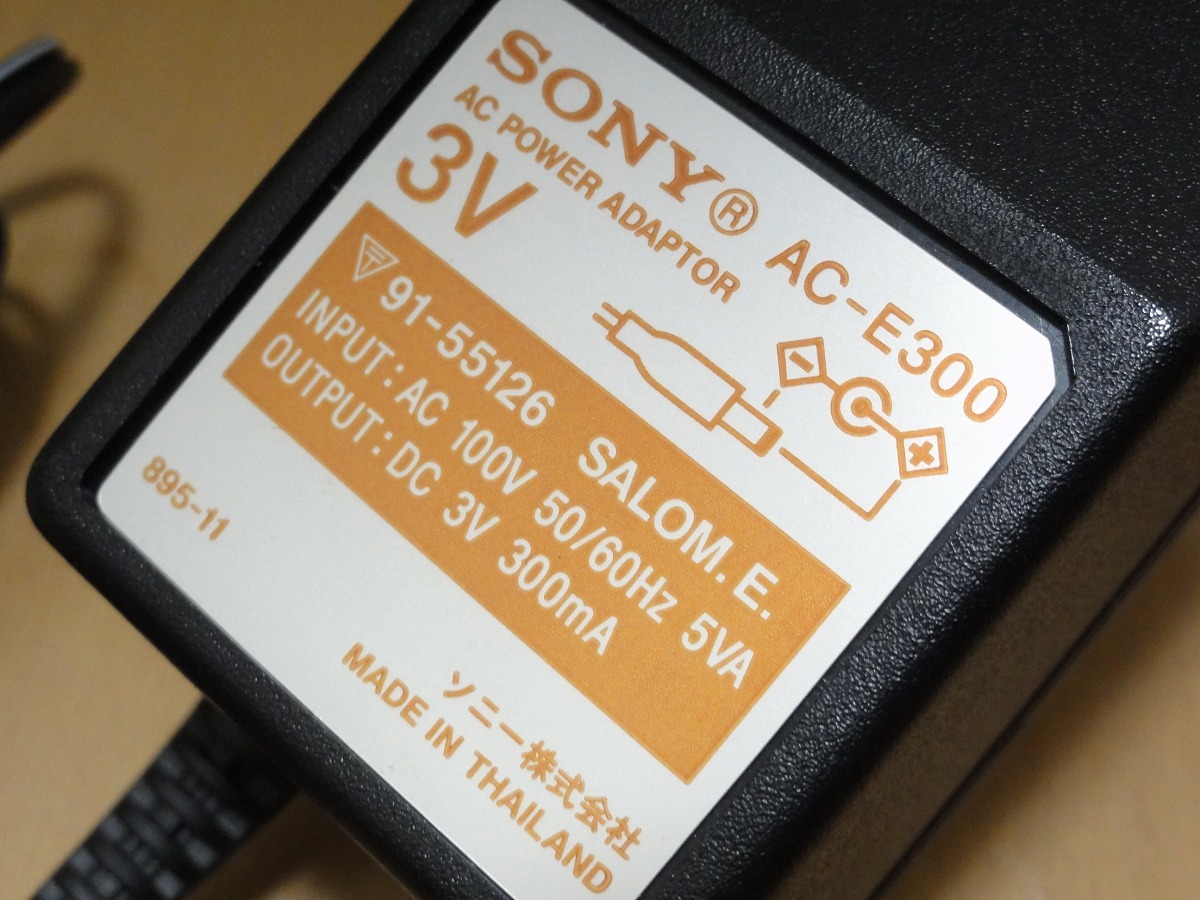 SONY® AC-E300
AC POWER ADAPTOR
3V
91-55126 SALOM.E.
INPUT: AC 100V 50/60Hz 5VA
OUTPUT: DC 3V 300mA
895-11
ソニー株式会社
MADE IN THAILAND